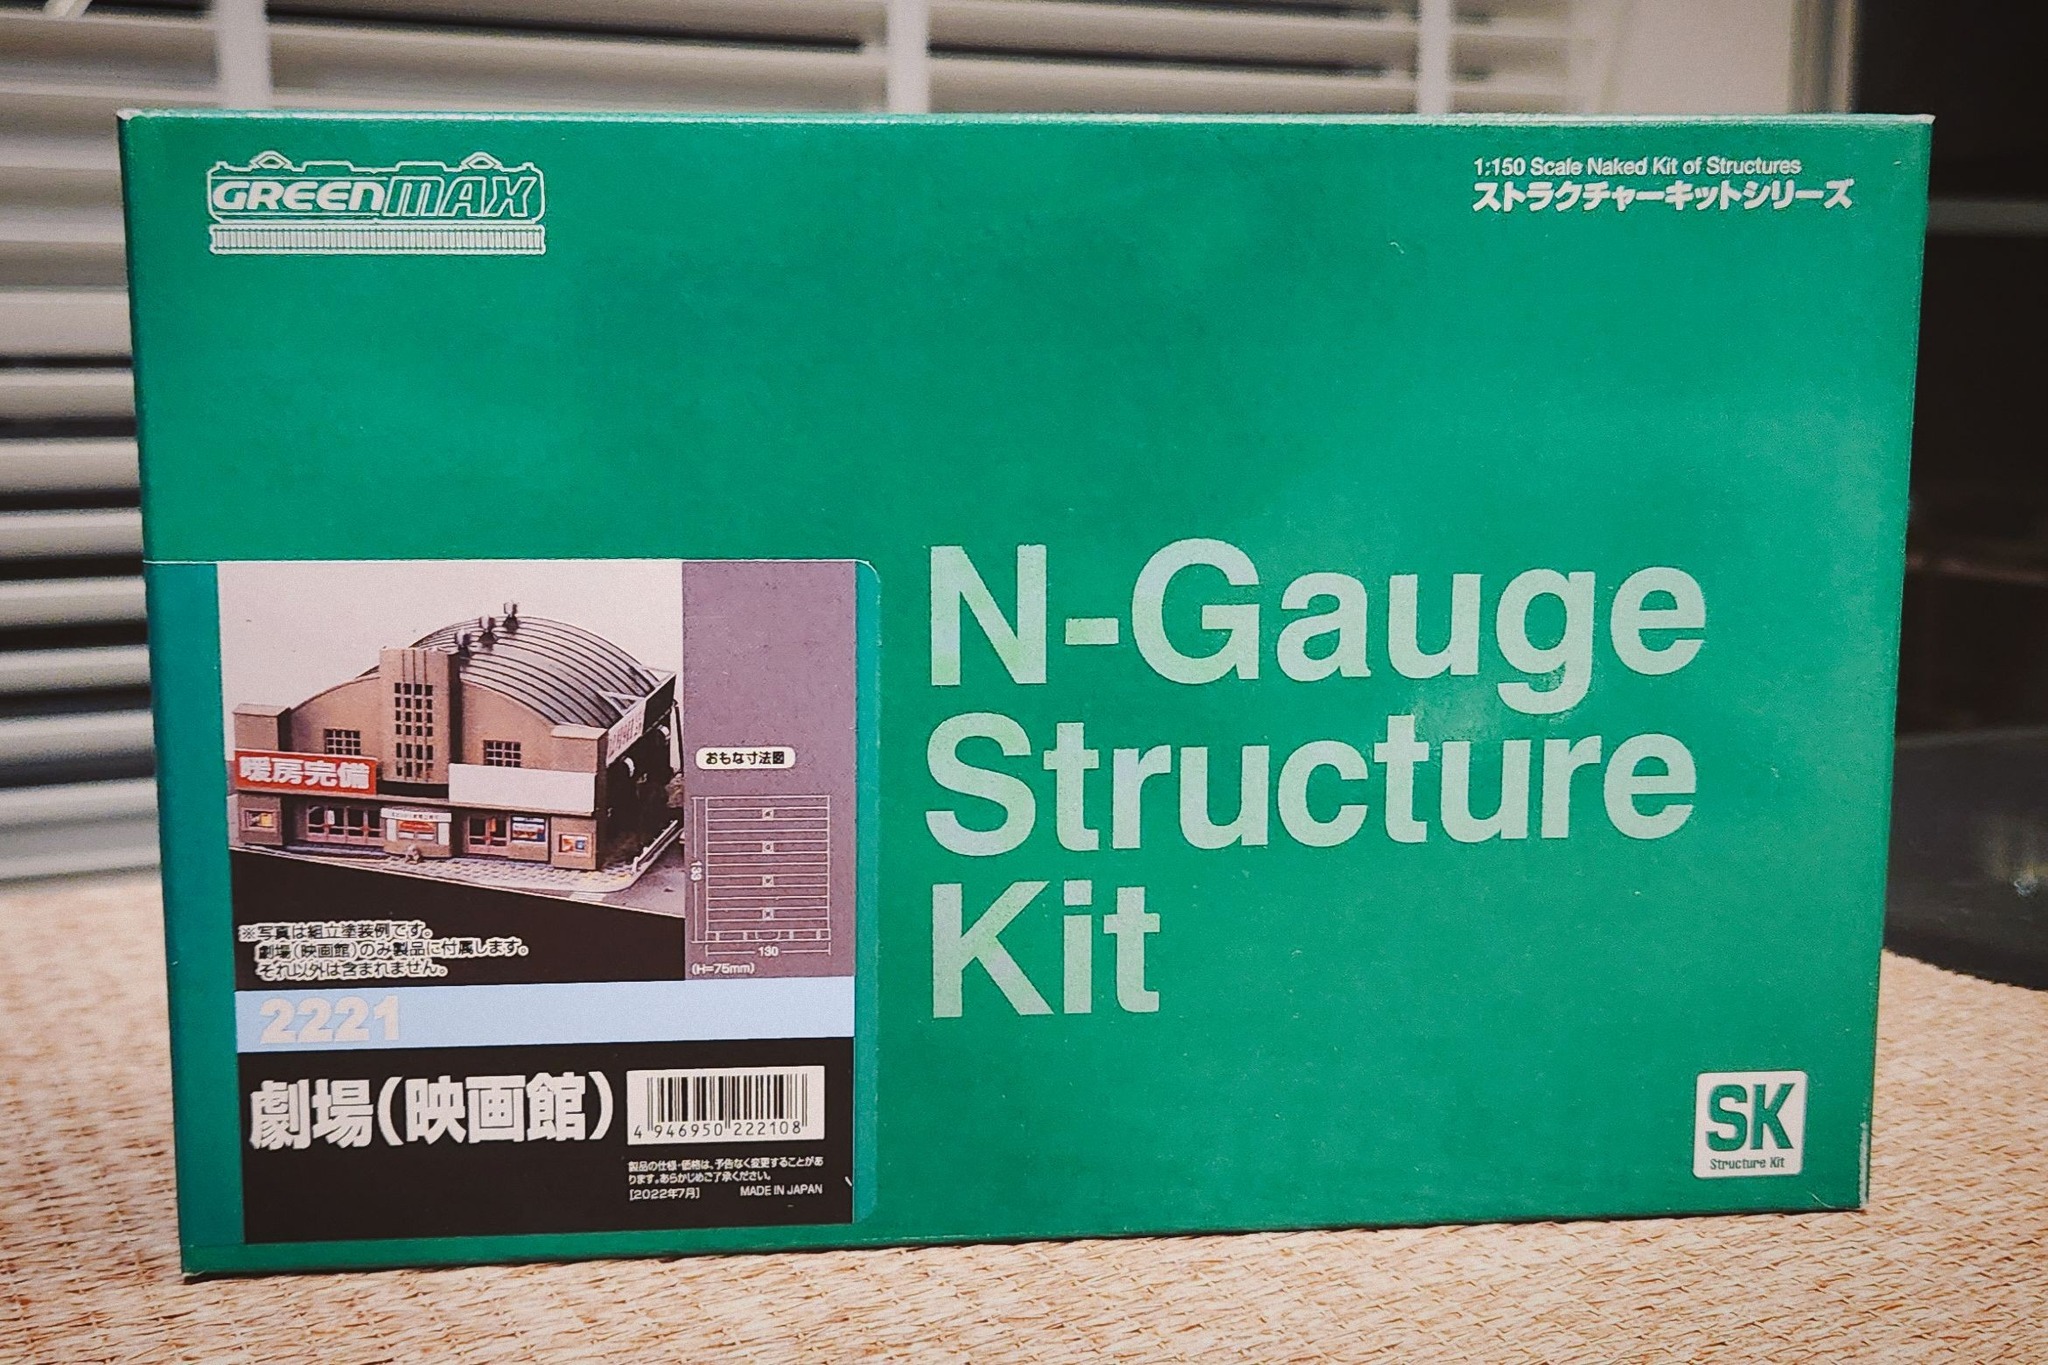 GREENMAX
1:150 Scale Naked Kit of Structures
ストラクチャーキットシリーズ
N-Gauge
Structure
Kit
暖房完備
おもな寸法図
139
130
(H=75mm)
※写真は組立塗装例です。
劇場(映画館)のみ製品に付属します。
それ以外は含まれません。
2221
劇場(映画館)
4 946950 222108
製品の仕様・価格は、予告なく変更することがあ
ります。あらかじめご了承ください。
[2022年7月] MADE IN JAPAN
SK
Structure Kit